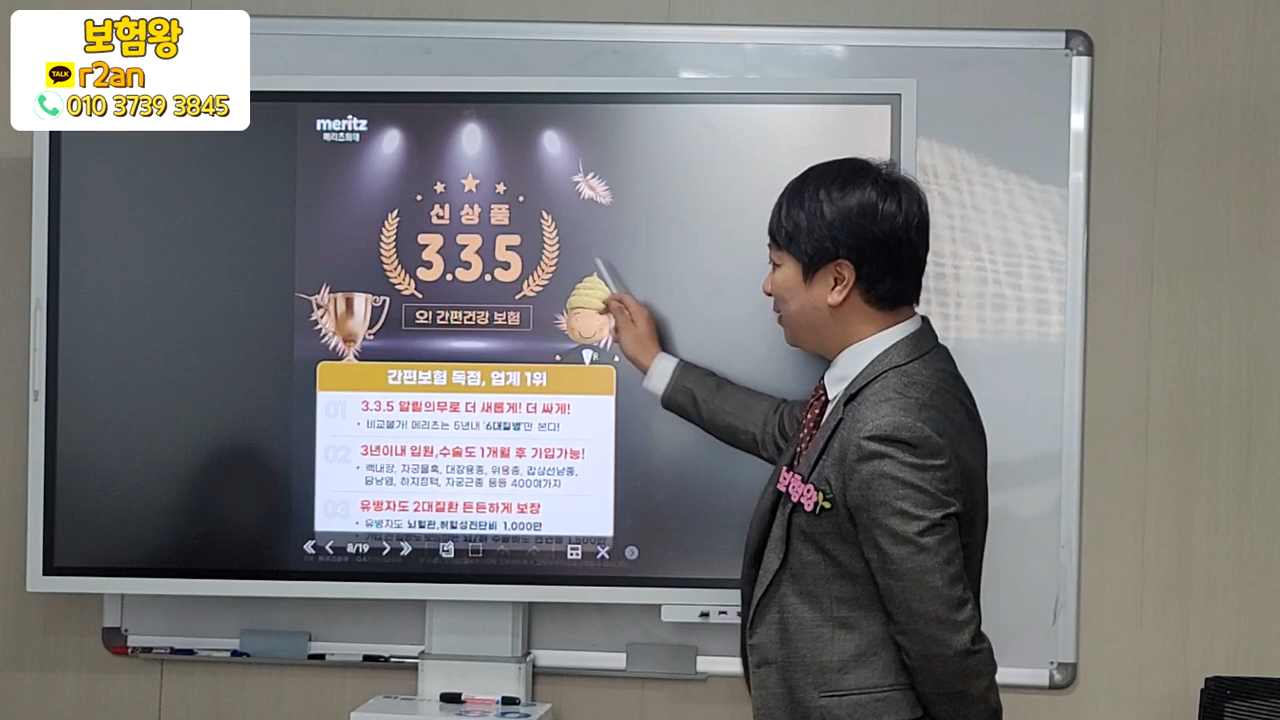 보험왕
TALK r2an
010 3739 3845
meritz
메리츠화재
신상품
3.3.5
오! 간편건강 보험
R
간편보험 독점, 업계 1위
01 3.3.5 알릴의무로 더 새롭게! 더 싸게!
• 비교불가! 메리츠는 5년내 '6대질병'만 본다!
02 3년이내 입원,수술도 1개월 후 가입가능!
• 백내장, 자궁물혹, 대장용종, 위용종, 갑상선낭종,
담낭염, 하지정맥, 자궁근종 등등 400여가지
03 유병자도 2대질환 든든하게 보장
• 유병자도 뇌혈관,허혈성진단비 1,000만
8/19
보험왕